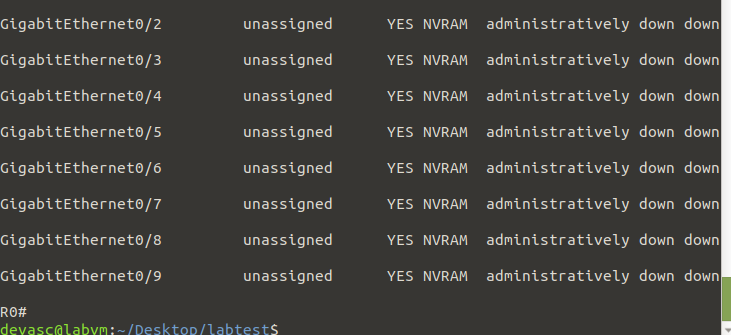 GigabitEthernet0/2 unassigned YES NVRAM administratively down down
GigabitEthernet0/3 unassigned YES NVRAM administratively down down
GigabitEthernet0/4 unassigned YES NVRAM administratively down down
GigabitEthernet0/5 unassigned YES NVRAM administratively down down
GigabitEthernet0/6 unassigned YES NVRAM administratively down down
GigabitEthernet0/7 unassigned YES NVRAM administratively down down
GigabitEthernet0/8 unassigned YES NVRAM administratively down down
GigabitEthernet0/9 unassigned YES NVRAM administratively down down
R0#
devasc@labvm:~/Desktop/labtest$